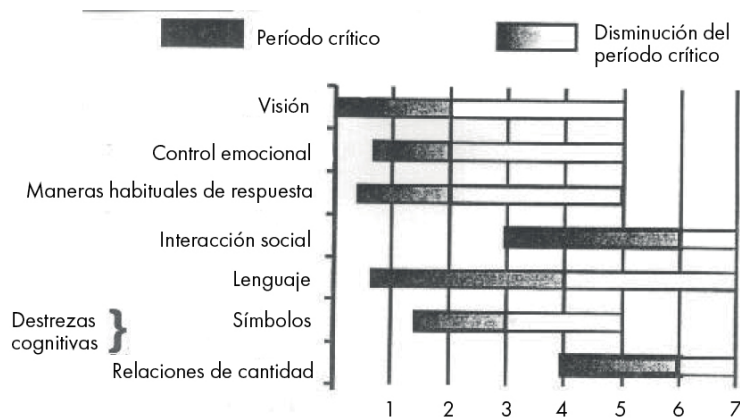 Período crítico
Disminución del
período crítico
Visión
Control emocional
Maneras habituales de respuesta
Interacción social
Lenguaje
Destrezas
cognitivas
Símbolos
Relaciones de cantidad
1 2 3 4 5 6 7